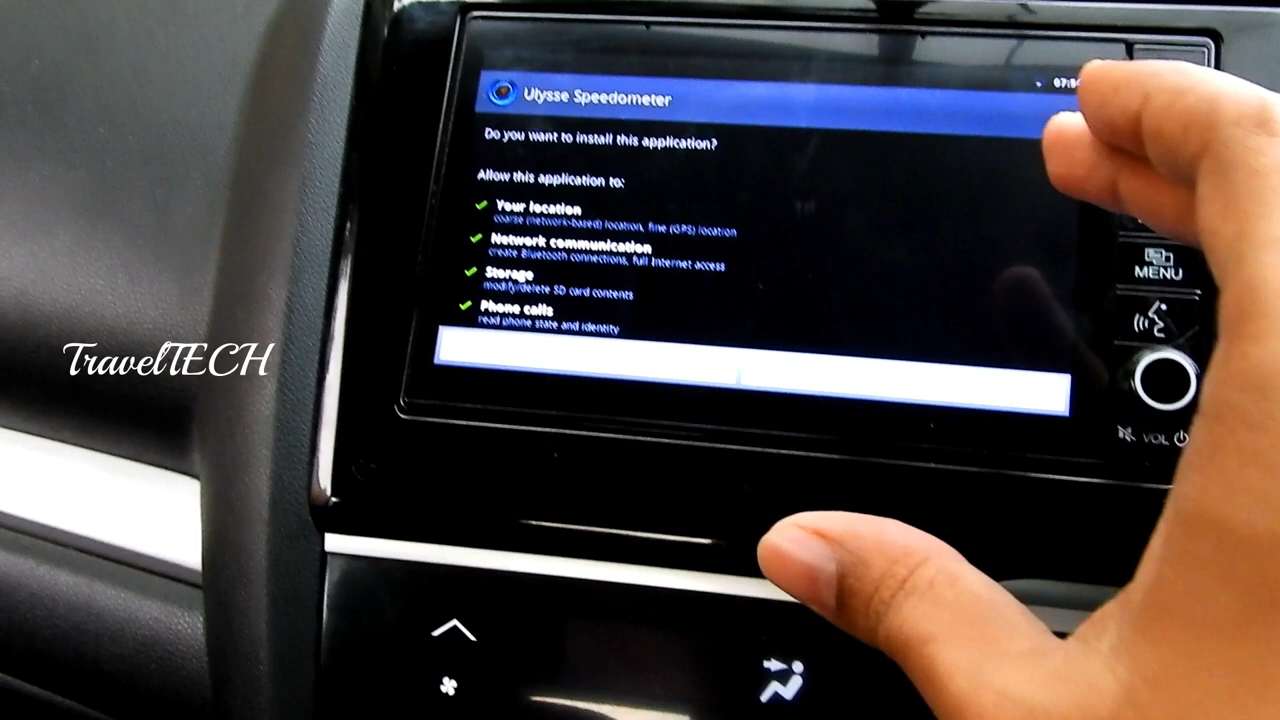 07:5
Ulysse Speedometer
Do you want to install this application?
Allow this application to:
Your location
coarse (network-based) location, fine (GPS) location
Network communication
create Bluetooth connections, full Internet access
Storage
modify/delete SD card contents
Phone calls
read phone state and identity
MENU
VOL
TravelTECH